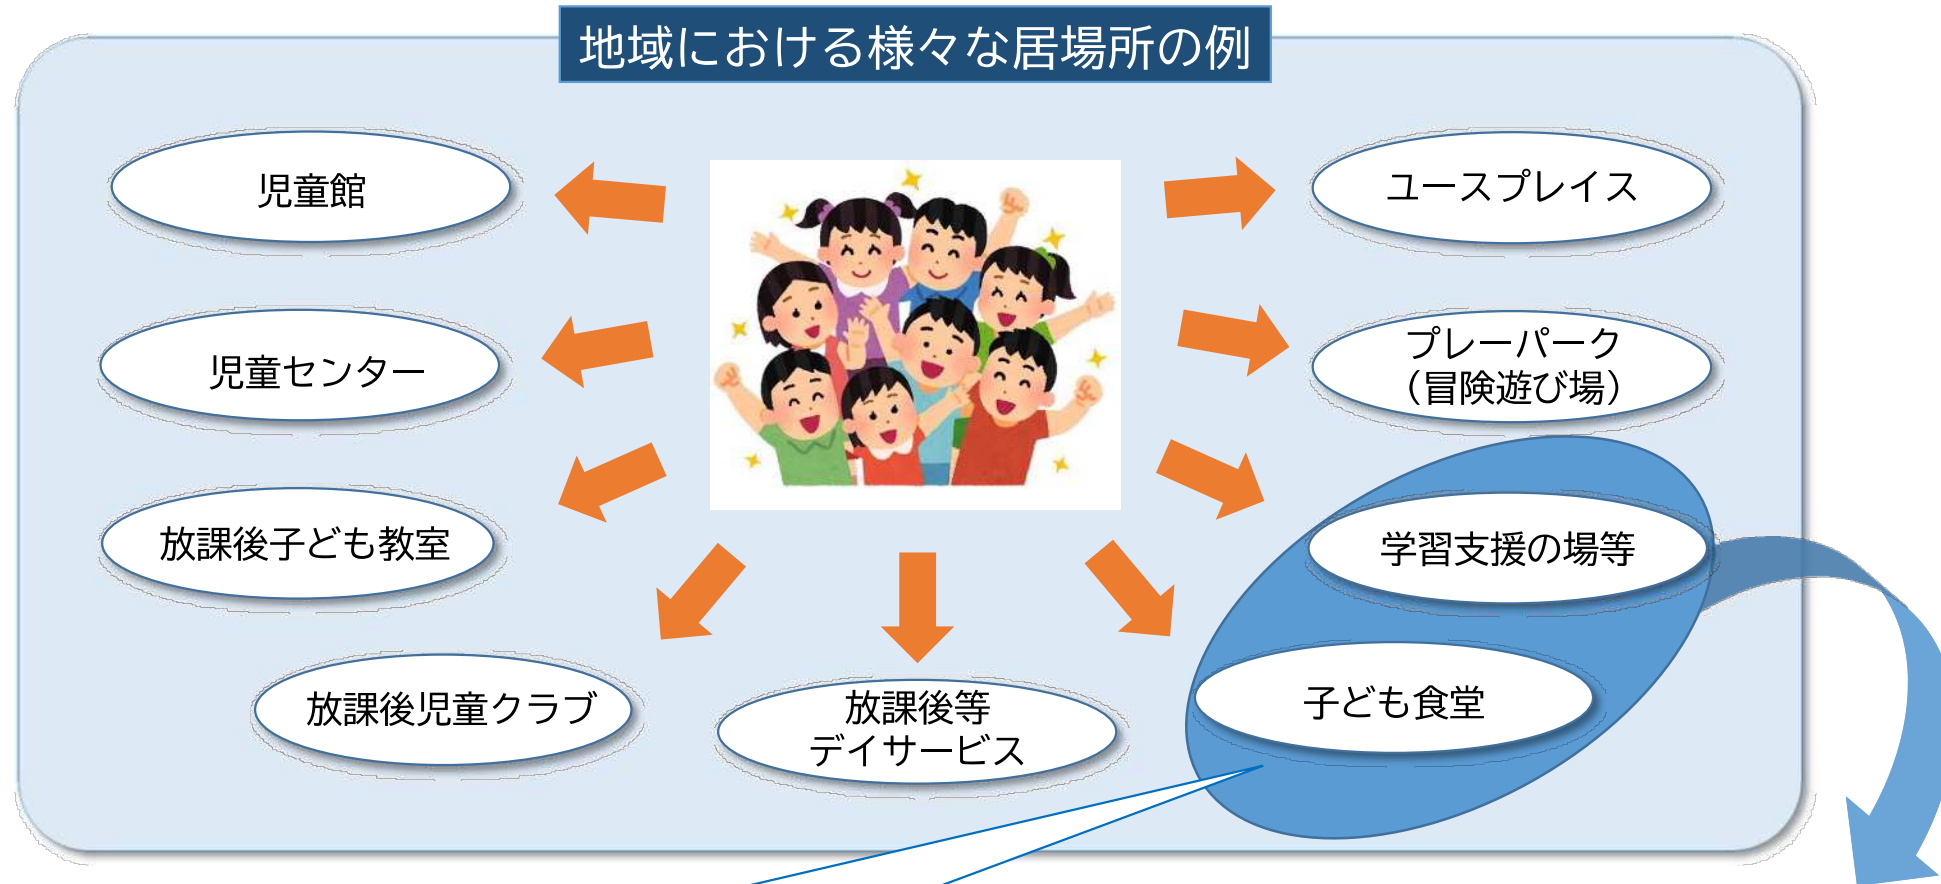 地域における様々な居場所の例
児童館
児童センター
放課後子ども教室
放課後児童クラブ
放課後等
デイサービス
子ども食堂
学習支援の場等
プレーパーク
（冒険遊び場）
ユースプレイス